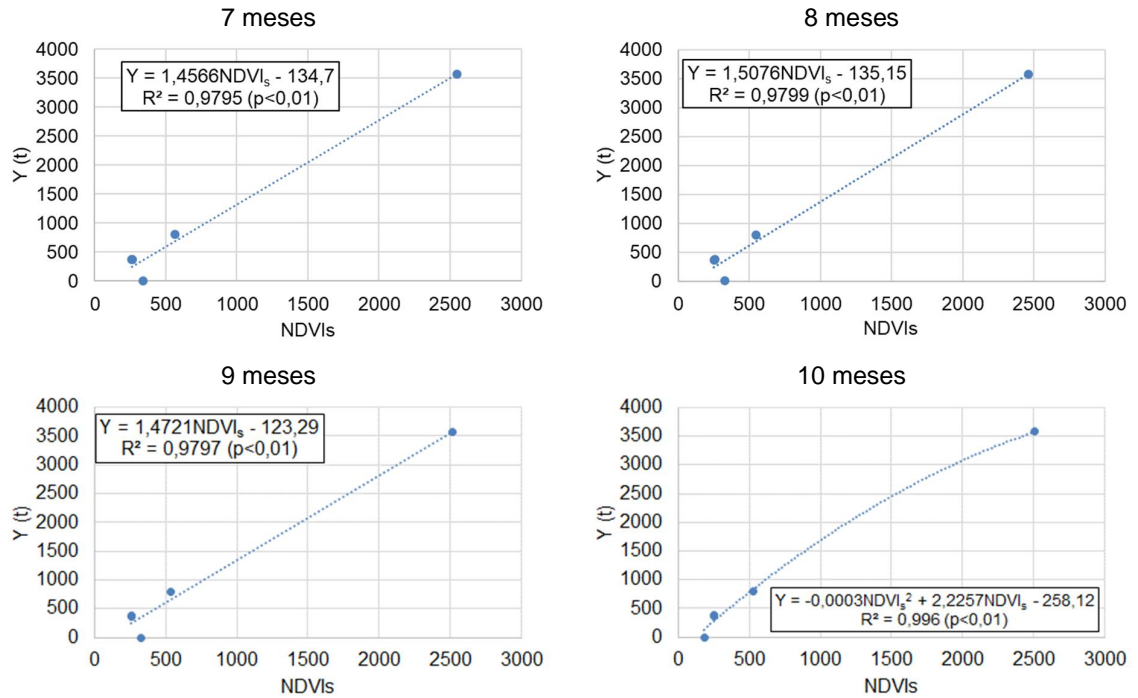 7 meses
4000
3500
3000
2500
2000
1500
1000
500
0
Y (t)
Y = 1,4566NDVIₛ - 134,7
R² = 0,9795 (p<0,01)
0 500 1000 1500 2000 2500 3000
NDVIs
8 meses
4000
3500
3000
2500
2000
1500
1000
500
0
Y (t)
Y = 1,5076NDVIₛ - 135,15
R² = 0,9799 (p<0,01)
0 500 1000 1500 2000 2500 3000
NDVIs
9 meses
4000
3500
3000
2500
2000
1500
1000
500
0
Y (t)
Y = 1,4721NDVIₛ - 123,29
R² = 0,9797 (p<0,01)
0 500 1000 1500 2000 2500 3000
NDVIs
10 meses
4000
3500
3000
2500
2000
1500
1000
500
0
Y (t)
Y = -0,0003NDVIₛ² + 2,2257NDVIₛ - 258,12
R² = 0,996 (p<0,01)
0 500 1000 1500 2000 2500 3000
NDVIs